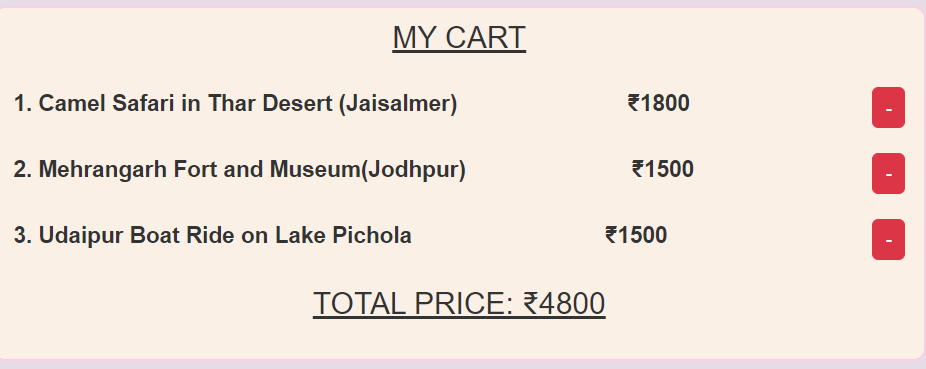 MY CART
1. Camel Safari in Thar Desert (Jaisalmer) ₹1800 -
2. Mehrangarh Fort and Museum(Jodhpur) ₹1500 -
3. Udaipur Boat Ride on Lake Pichola ₹1500 -
TOTAL PRICE: ₹4800